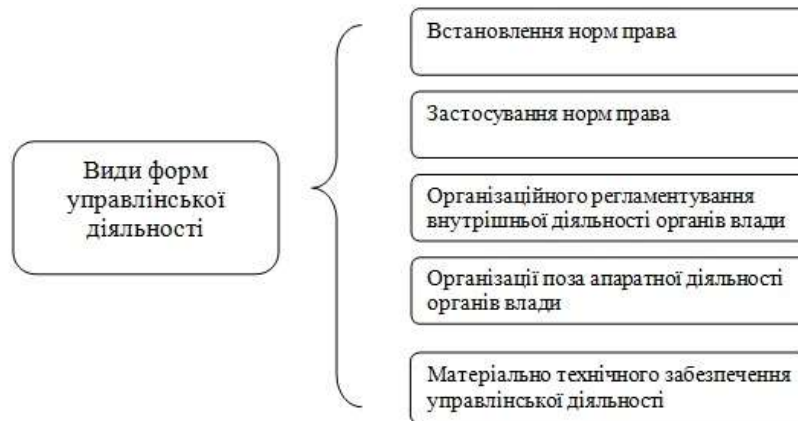 Види форм
управлінської
діяльності
Встановлення норм права
Застосування норм права
Організаційного регламентування
внутрішньої діяльності органів влади
Організації поза апаратної діяльності
органів влади
Матеріально технічного забезпечення
управлінської діяльності